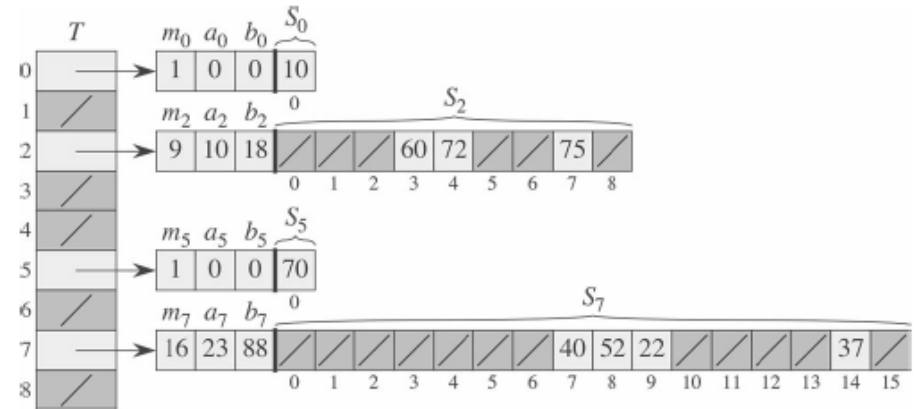 T
m0 a0 b0 S0
0 1 0 0 10
0
1
m2 a2 b2 S2
2 9 10 18 60 72 75
0 1 2 3 4 5 6 7 8
3
4
m5 a5 b5 S5
5 1 0 0 70
0
6
m7 a7 b7 S7
7 16 23 88 40 52 22 37
0 1 2 3 4 5 6 7 8 9 10 11 12 13 14 15
8